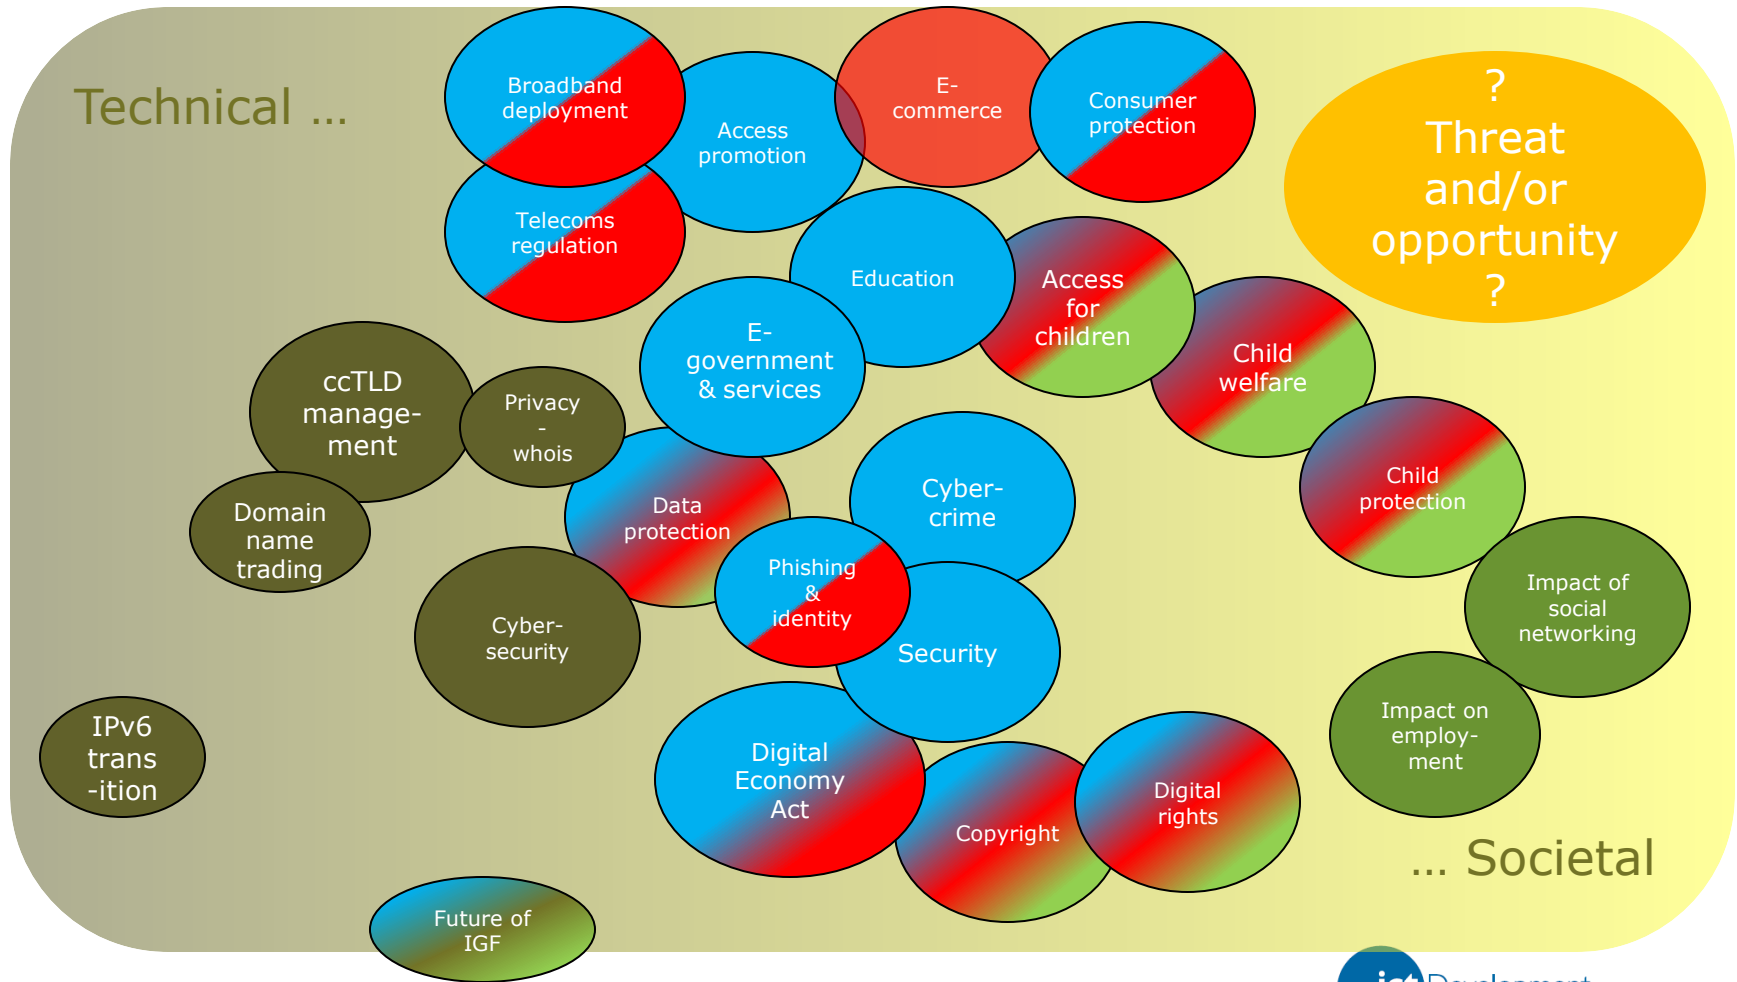 Technical ...
Broadband
deployment
Access
promotion
E-
commerce
Consumer
protection
?
Threat
and/or
opportunity
?
Telecoms
regulation
Education
Access
for
children
E-
government
& services
Child
welfare
ccTLD
manage-
ment
Privacy
-
whois
Child
protection
Domain
name
trading
Data
protection
Cyber-
crime
Phishing
&
identity
Impact of
social
networking
Cyber-
security
Security
IPv6
trans
-ition
Digital
Economy
Act
Impact on
employ-
ment
Digital
rights
Copyright
... Societal
Future of
IGF
ict Development